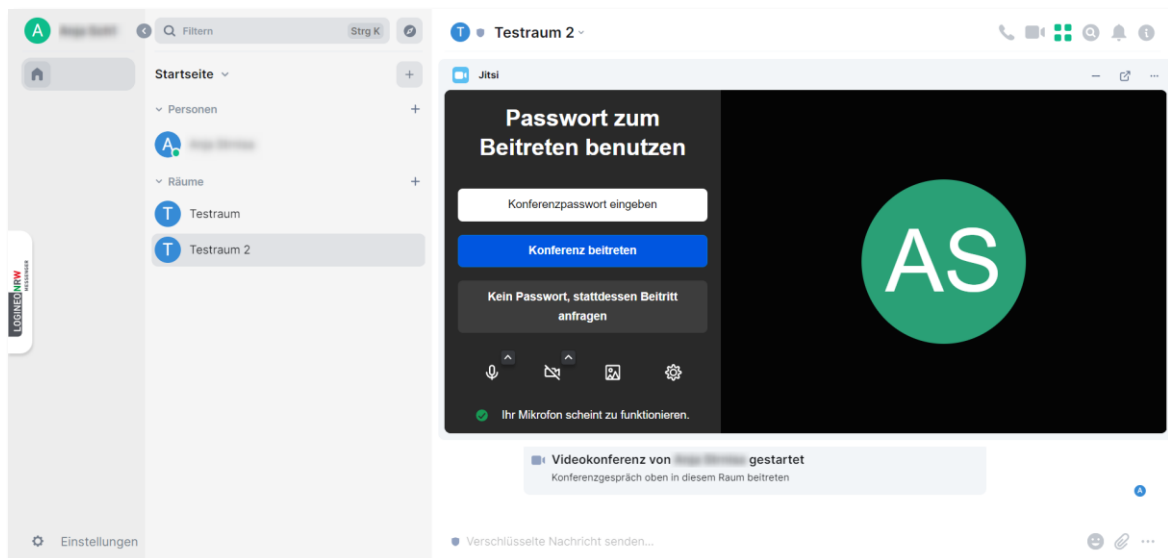 A
Filtern
Strg K
Startseite
Personen
A
Räume
T Testraum
T Testraum 2
LOGINEO NRW
MESSENGER
Einstellungen
T Testraum 2
Jitsi
Passwort zum
Beitreten benutzen
Konferenzpasswort eingeben
Konferenz beitreten
Kein Passwort, stattdessen Beitritt
anfragen
Ihr Mikrofon scheint zu funktionieren.
AS
Videokonferenz von gestartet
Konferenzgespräch oben in diesem Raum beitreten
A
Verschlüsselte Nachricht senden...